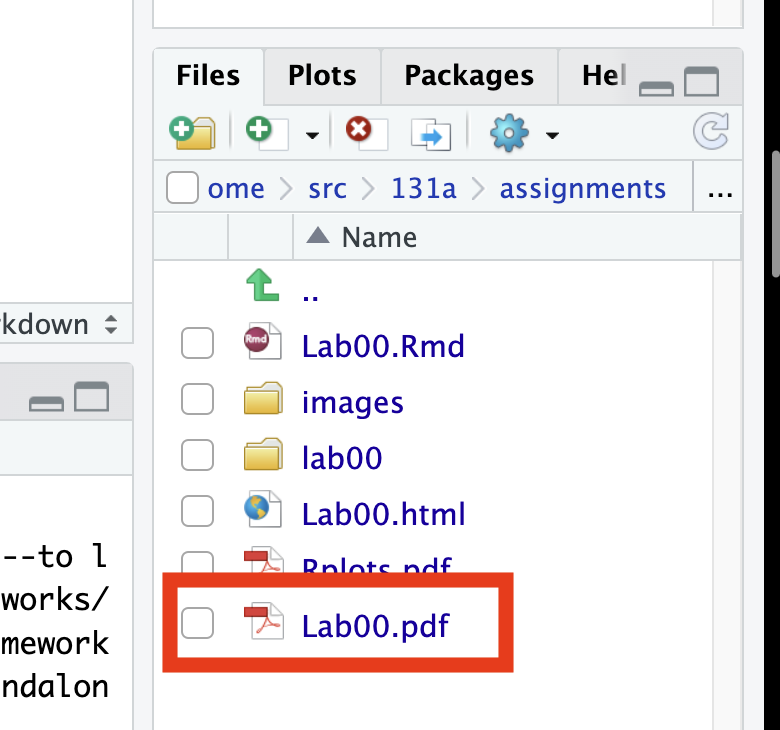 Files Plots Packages Hel
ome src 131a assignments ...
Name
..
kdown
Rmd Lab00.Rmd
images
lab00
Lab00.html
Rplots.pdf
Lab00.pdf
--to l
works/
mework
ndalon